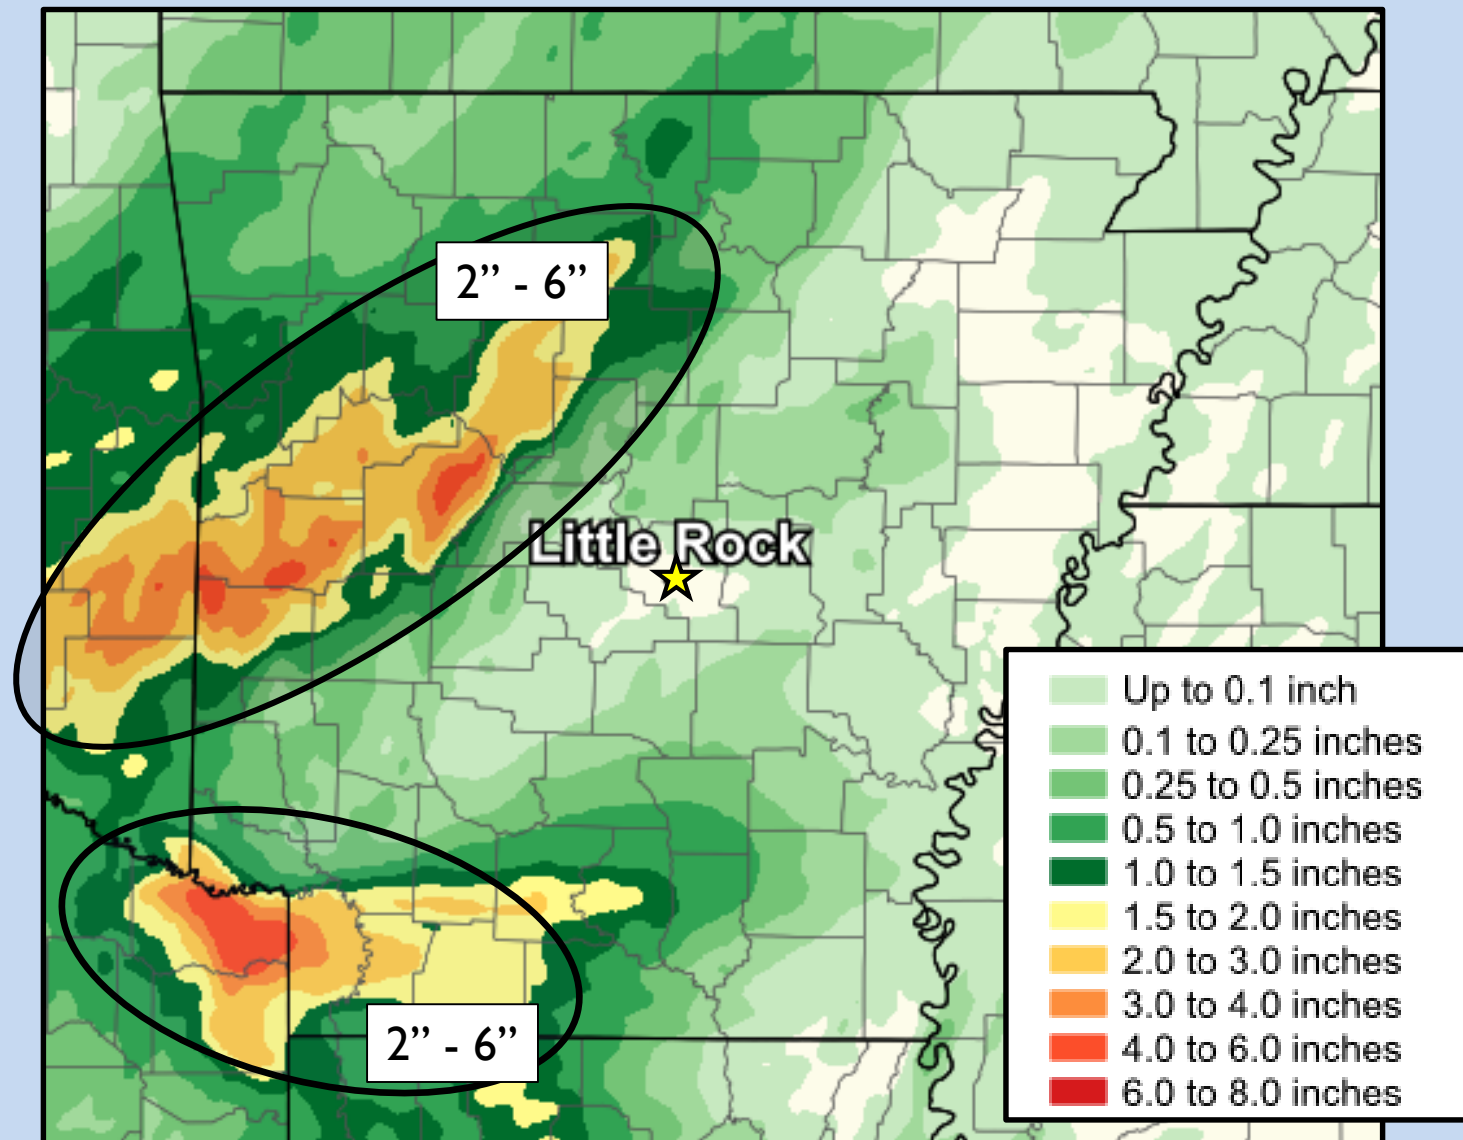 2” - 6”
Little Rock
2” - 6”
Up to 0.1 inch
0.1 to 0.25 inches
0.25 to 0.5 inches
0.5 to 1.0 inches
1.0 to 1.5 inches
1.5 to 2.0 inches
2.0 to 3.0 inches
3.0 to 4.0 inches
4.0 to 6.0 inches
6.0 to 8.0 inches